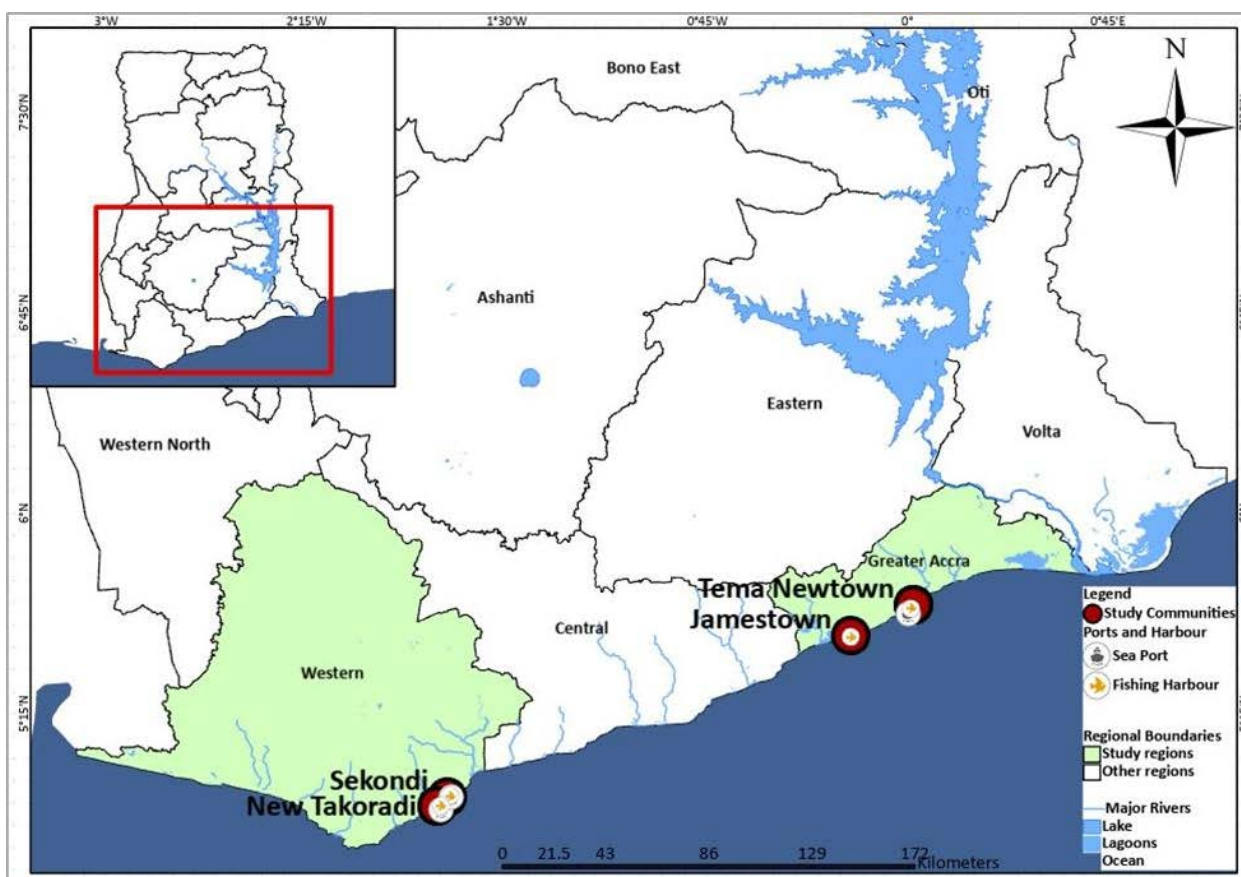 3°W 2°15'W 1°30'W 0°45'W 0° 0°45'E
N
7°30'N
6°45'N
6°N
5°15'N
Bono East
Oti
Ashanti
Eastern
Western North
Volta
Greater Accra
Tema Newtown
Jamestown
Central
Western
Sekondi
New Takoradi
Legend
Study Communities
Ports and Harbour
Sea Port
Fishing Harbour
Regional Boundaries
Study regions
Other regions
Major Rivers
Lake
Lagoons
Ocean
0 21.5 43 86 129 172
Kilometers